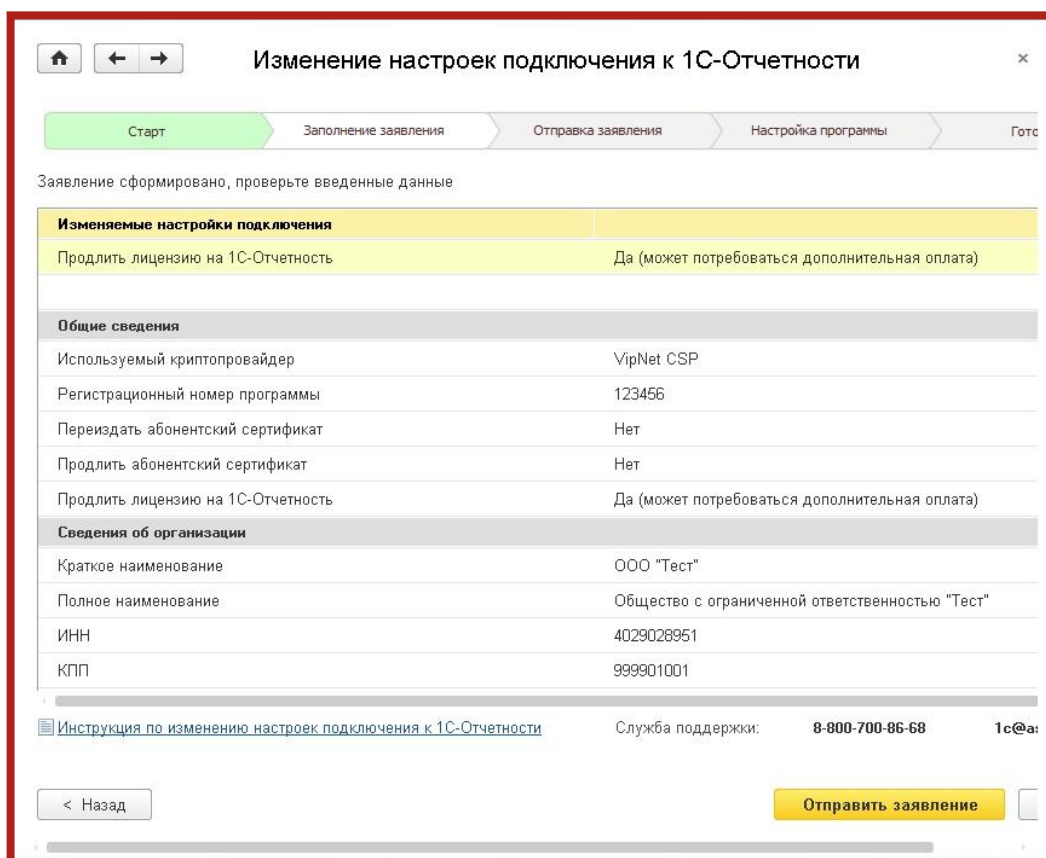 Изменение настроек подключения к 1С-Отчетности
Старт Заполнение заявления Отправка заявления Настройка программы
Заявление сформировано, проверьте введенные данные
Изменяемые настройки подключения
Продлить лицензию на 1С-Отчетность Да (может потребоваться дополнительная оплата)
Общие сведения
Используемый криптопровайдер VipNet CSP
Регистрационный номер программы 123456
Переиздать абонентский сертификат Нет
Продлить абонентский сертификат Нет
Продлить лицензию на 1С-Отчетность Да (может потребоваться дополнительная оплата)
Сведения об организации
Краткое наименование ООО "Тест"
Полное наименование Общество с ограниченной ответственностью "Тест"
ИНН 4029028951
КПП 999901001
Инструкция по изменению настроек подключения к 1С-Отчетности Служба поддержки: 8-800-700-86-68
< Назад Отправить заявление